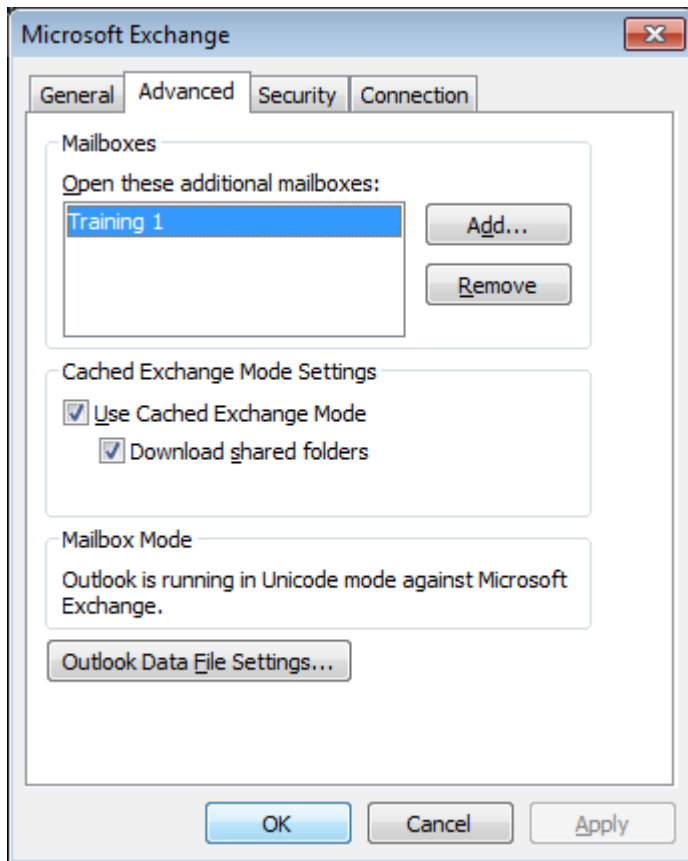 Microsoft Exchange
General Advanced Security Connection
Mailboxes
Open these additional mailboxes:
Training 1
Add...
Remove
Cached Exchange Mode Settings
Use Cached Exchange Mode
Download shared folders
Mailbox Mode
Outlook is running in Unicode mode against Microsoft
Exchange.
Outlook Data File Settings...
OK Cancel Apply